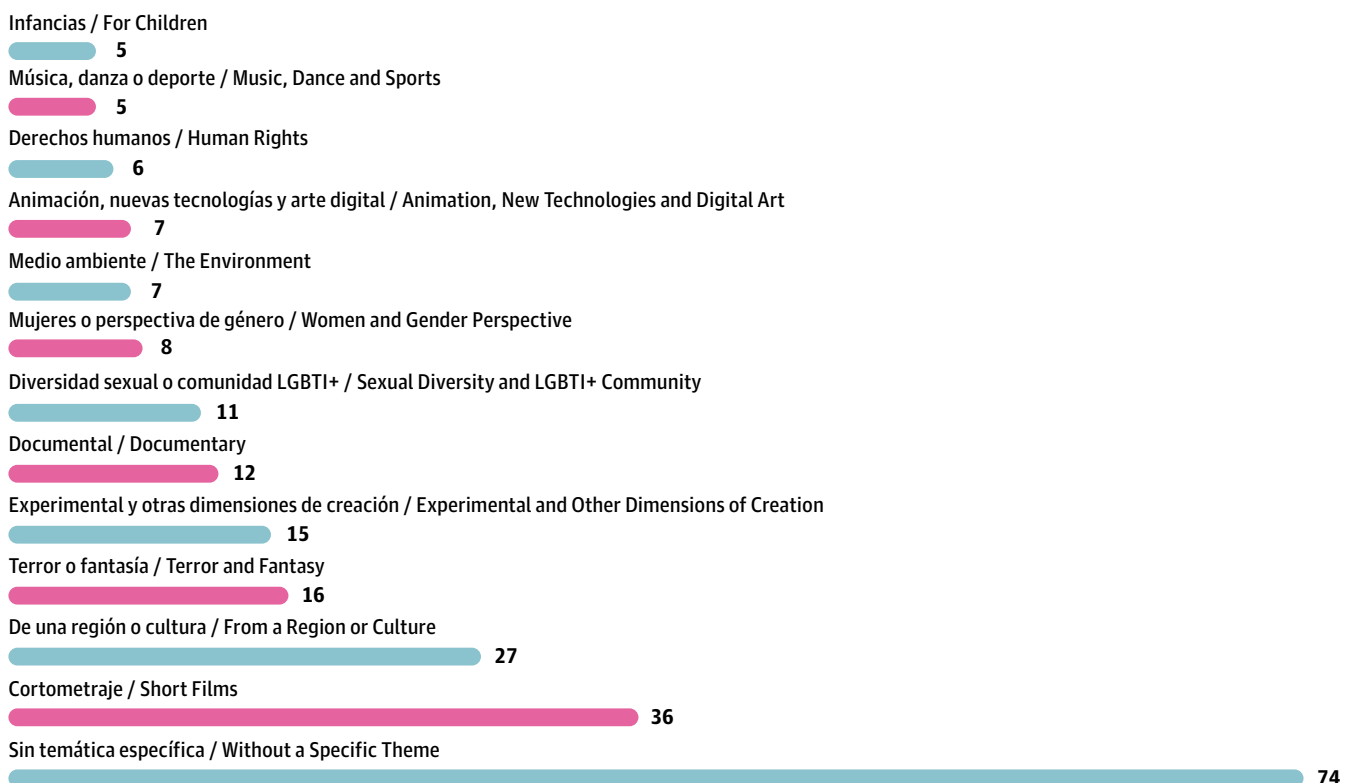 Infancias / For Children
5
Música, danza o deporte / Music, Dance and Sports
5
Derechos humanos / Human Rights
6
Animación, nuevas tecnologías y arte digital / Animation, New Technologies and Digital Art
7
Medio ambiente / The Environment
7
Mujeres o perspectiva de género / Women and Gender Perspective
8
Diversidad sexual o comunidad LGBTI+ / Sexual Diversity and LGBTI+ Community
11
Documental / Documentary
12
Experimental y otras dimensiones de creación / Experimental and Other Dimensions of Creation
15
Terror o fantasía / Terror and Fantasy
16
De una región o cultura / From a Region or Culture
27
Cortometraje / Short Films
36
Sin temática específica / Without a Specific Theme
74